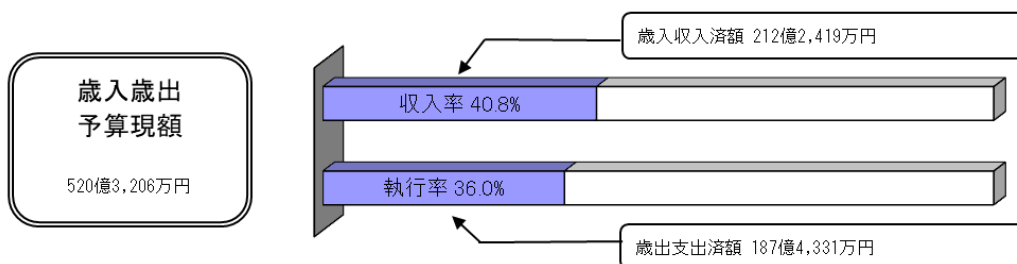 歳入歳出
予算現額
520億3,206万円
歳入収入済額 212億2,419万円
収入率 40.8%
執行率 36.0%
歳出支出済額 187億4,331万円